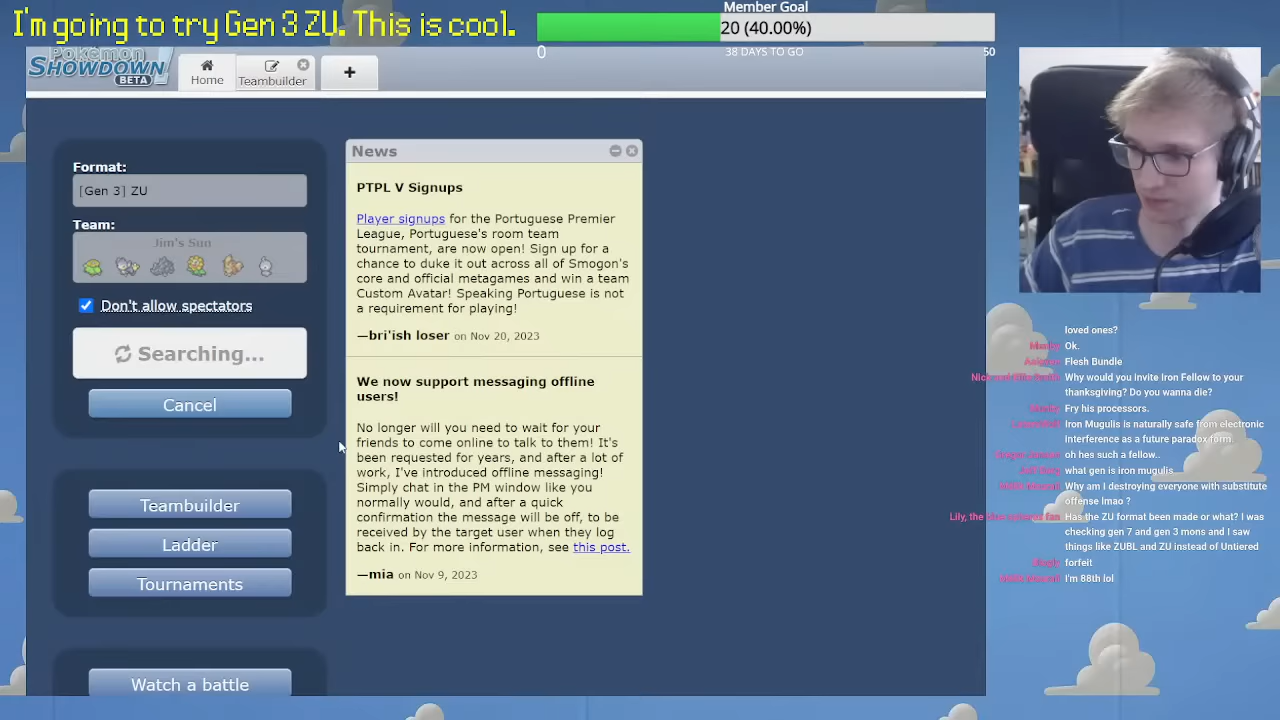 I'm going to try Gen 3 ZU. This is cool.
Member Goal
20 (40.00%)
0
38 DAYS TO GO
50
Pokémon
SHOWDOWN!
BETA
Home
Teambuilder
+
Format:
[Gen 3] ZU
Team:
Jim's Sun
Don't allow spectators
Searching...
Cancel
Teambuilder
Ladder
Tournaments
Watch a battle
News
PTPL V Signups
Player signups for the Portuguese Premier
League, Portuguese's room team
tournament, are now open! Sign up for a
chance to duke it out across all of Smogon's
core and official metagames and win a team
Custom Avatar! Speaking Portuguese is not
a requirement for playing!
—bri'ish loser on Nov 20, 2023
We now support messaging offline
users!
No longer will you need to wait for your
friends to come online to talk to them! It's
been requested for years, and after a lot of
work, I've introduced offline messaging!
Simply chat in the PM window like you
normally would, and after a quick
confirmation the message will be off, to be
received by the target user when they log
back in. For more information, see this post.
—mia on Nov 9, 2023
loved ones?
Ok.
Flesh Bundle
Why would you invite Iron Fellow to your
thanksgiving? Do you wanna die?
Fry his processors.
Iron Mugulis is naturally safe from electronic
interference as a future paradox form.
oh hes such a fellow..
what gen is iron mugulis
Why am I destroying everyone with substitute
offense lmao ?
Has the ZU format been made or what? I was
checking gen 7 and gen 3 mons and I saw
things like ZUBL and ZU instead of Untiered
forfeit
I'm 88th lol